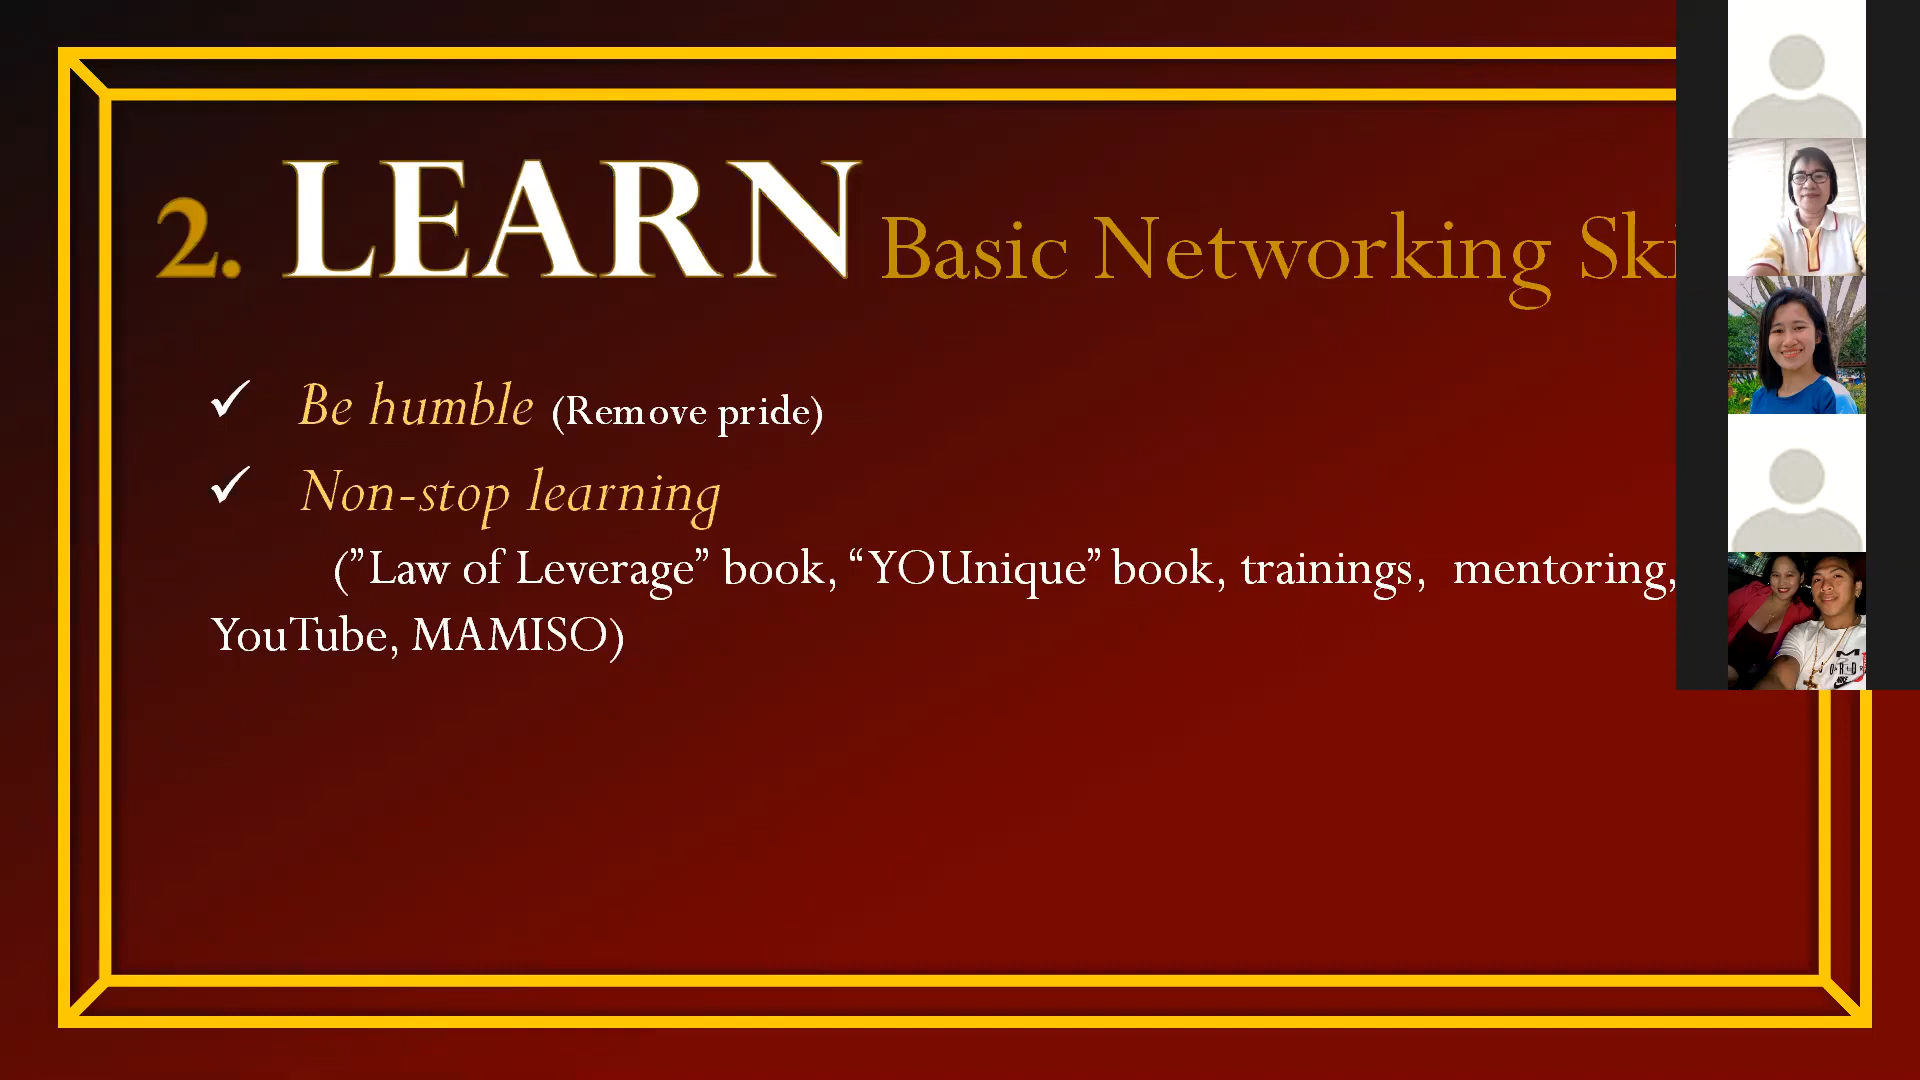 2. LEARN Basic Networking
Be humble (Remove pride)
Non-stop learning
("Law of Leverage" book, “YOUnique” book, trainings, mentoring,
YouTube, MAMISO)